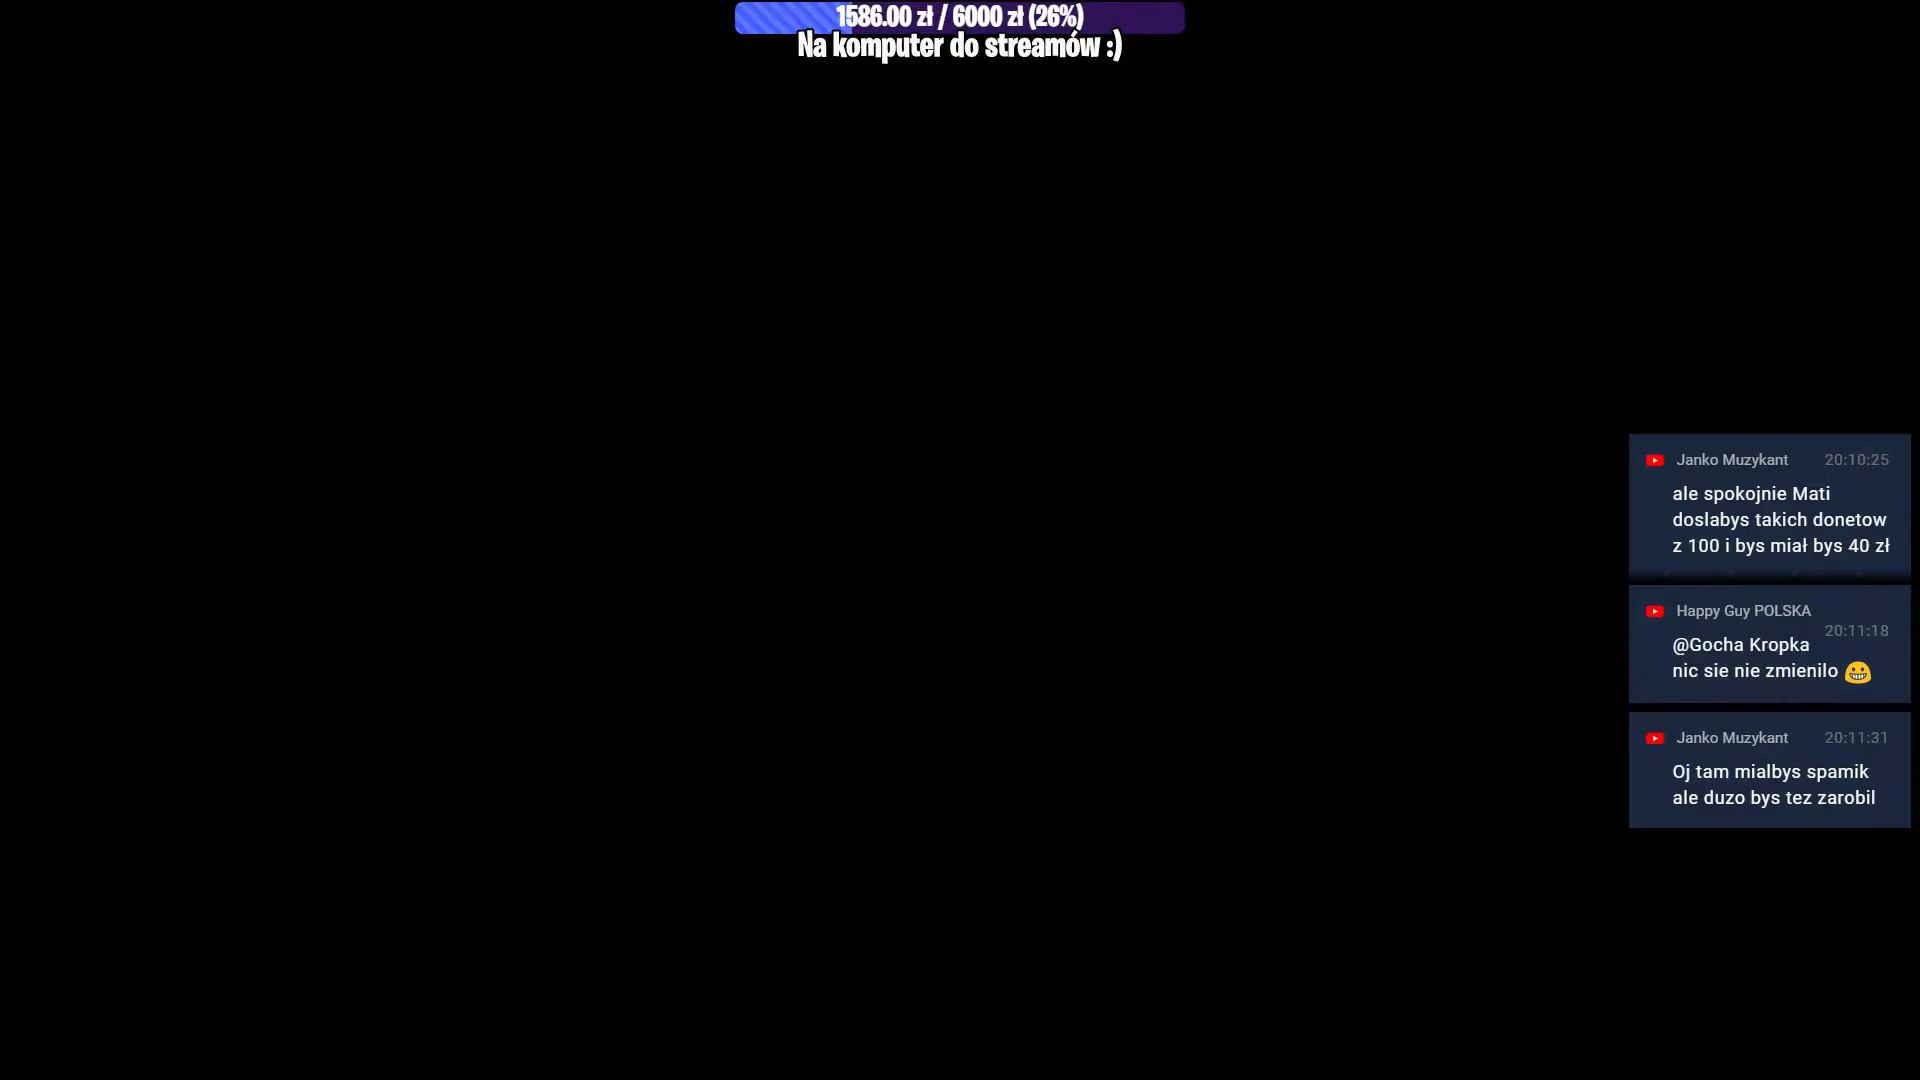 1586.00 zł / 6000 zł (26%)
Na komputer do streamów :)
Janko Muzykant 20:10:25
ale spokojnie Mati
doslabys takich donetow
z 100 i bys miał bys 40 zł
Happy Guy POLSKA
20:11:18
@Gocha Kropka
nic sie nie zmienilo 😀
Janko Muzykant 20:11:31
Oj tam mialbys spamik
ale duzo bys tez zarobil